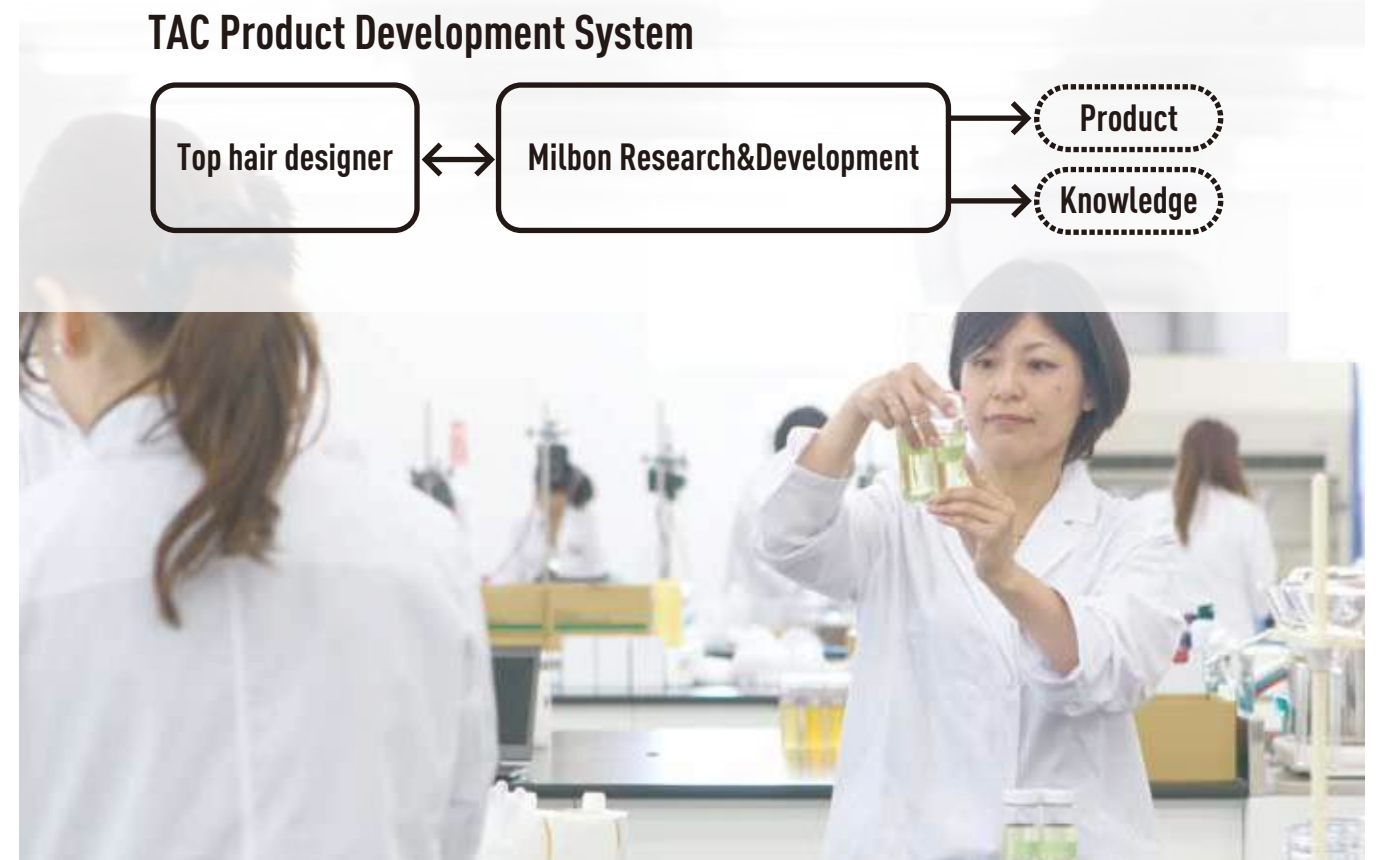 TAC Product Development System
Top hair designer
Milbon Research&Development
Product
Knowledge